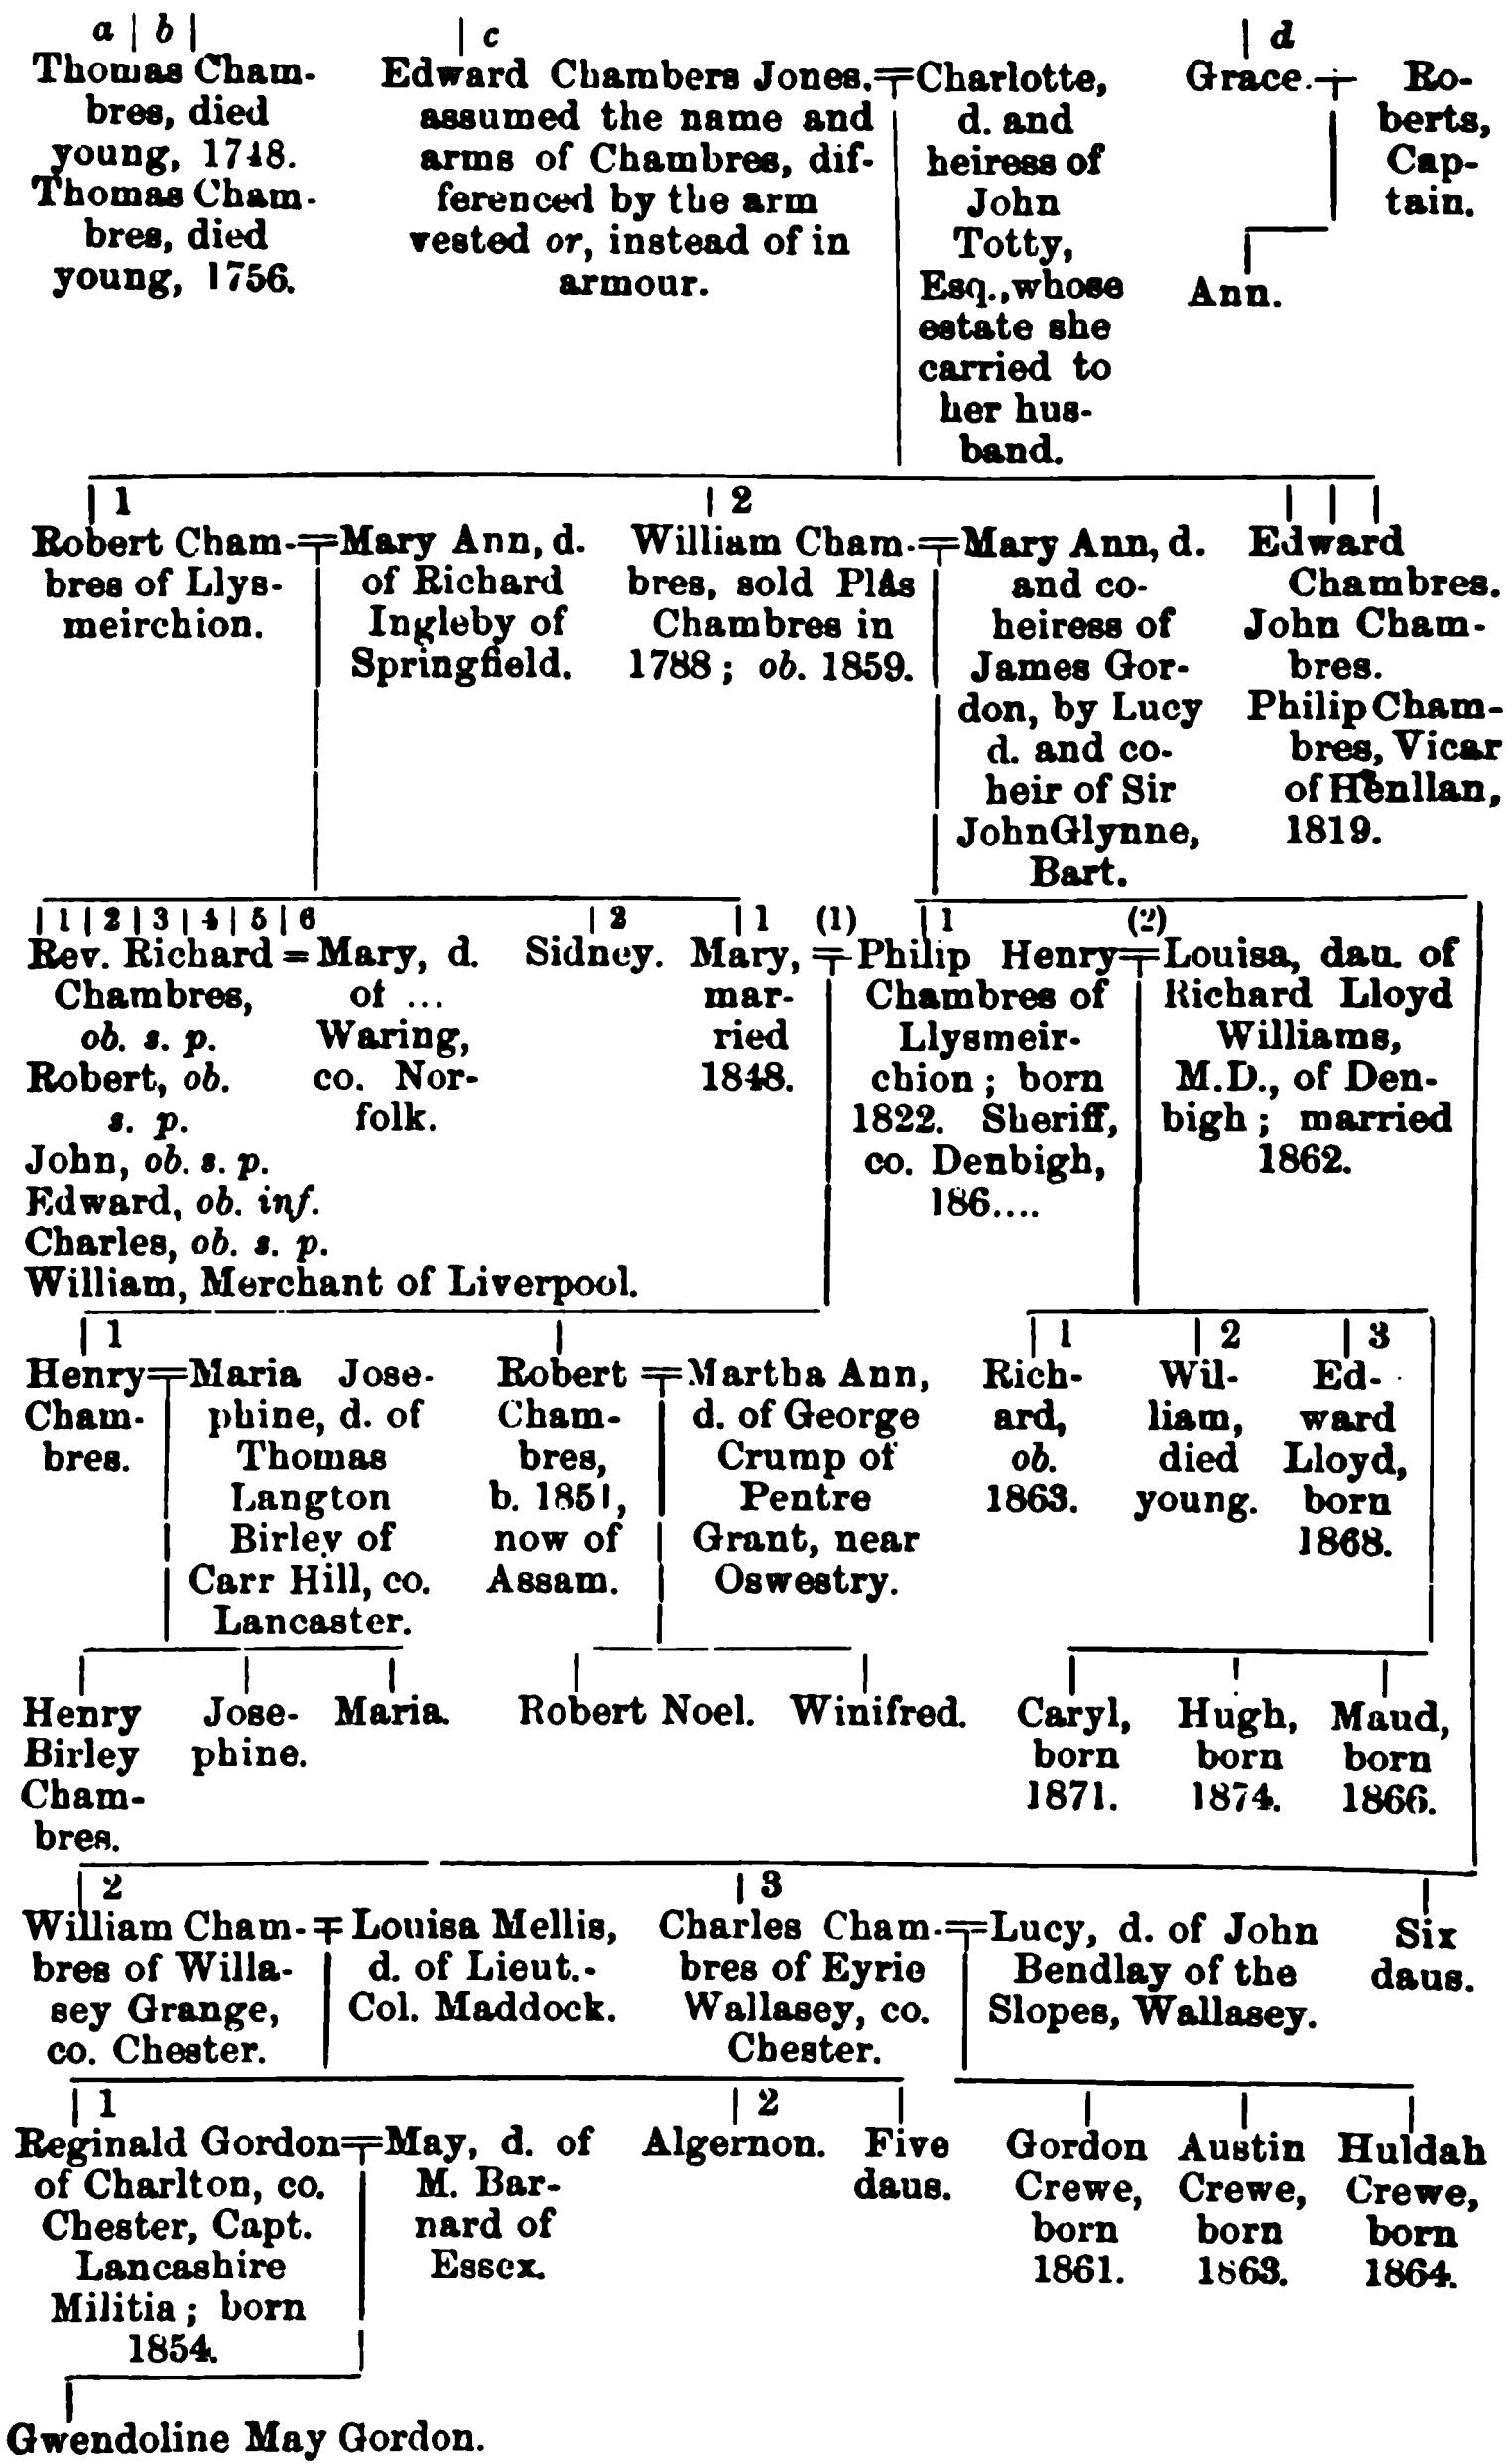 a b c d
Thomas Cham-
bres, died
young, 1748.
Thomas Cham-
bres, died
young, 1756.
Edward Chambers Jones,
assumed the name and
arms of Chambres, dif-
ferenced by the arm
vested or, instead of in
armour.
Charlotte,
d. and
heiress of
John
Totty,
Esq., whose
estate she
carried to
her hus-
band.
Grace.
Ro-
berts,
Cap-
tain.
Ann.
1 2
Robert Cham-
bres of Llys-
meirchion.
Mary Ann, d.
of Richard
Ingleby of
Springfield.
William Cham-
bres, sold Plâs
Chambres in
1788; ob. 1859.
Mary Ann, d.
and co-
heiress of
James Gor-
don, by Lucy
d. and co-
heir of Sir
John Glynne,
Bart.
Edward
Chambres.
John Cham-
bres.
Philip Cham-
bres, Vicar
of Henllan,
1819.
1 2 3 4 5 6 2 1 (1) 1 (2)
Rev. Richard =
Chambres,
ob. s. p.
Robert, ob.
s. p.
John, ob. s. p.
Edward, ob. inf.
Charles, ob. s. p.
William, Merchant of Liverpool.
Mary, d.
of ...
Waring,
co. Nor-
folk.
Sidney.
Mary,
mar-
ried
1848.
Philip Henry
Chambres of
Llysmeir-
chion; born
1822. Sheriff,
co. Denbigh,
186....
Louisa, dau. of
Richard Lloyd
Williams,
M.D., of Den-
bigh; married
1862.
1 1 2 3
Henry
Cham-
bres.
Maria Jose-
phine, d. of
Thomas
Langton
Birley of
Carr Hill, co.
Lancaster.
Robert
Cham-
bres,
b. 1851,
now of
Assam.
Martha Ann,
d. of George
Crump of
Pentre
Grant, near
Oswestry.
Rich-
ard,
ob.
1863.
Wil-
liam,
died
young.
Ed-
ward
Lloyd,
born
1868.
Henry
Birley
Cham-
bres.
Jose-
phine.
Maria.
Robert Noel.
Winifred.
Caryl,
born
1871.
Hugh,
born
1874.
Maud,
born
1866.
2 3
William Cham-
bres of Willa-
sey Grange,
co. Chester.
Louisa Mellis,
d. of Lieut.-
Col. Maddock.
Charles Cham-
bres of Eyrie
Wallasey, co.
Chester.
Lucy, d. of John
Bendlay of the
Slopes, Wallasey.
Six
daus.
1 2
Reginald Gordon
of Charlton, co.
Chester, Capt.
Lancashire
Militia; born
1854.
May, d. of
M. Bar-
nard of
Essex.
Algernon.
Five
daus.
Gordon
Crewe,
born
1861.
Austin
Crewe,
born
1863.
Huldah
Crewe,
born
1864.
Gwendoline May Gordon.